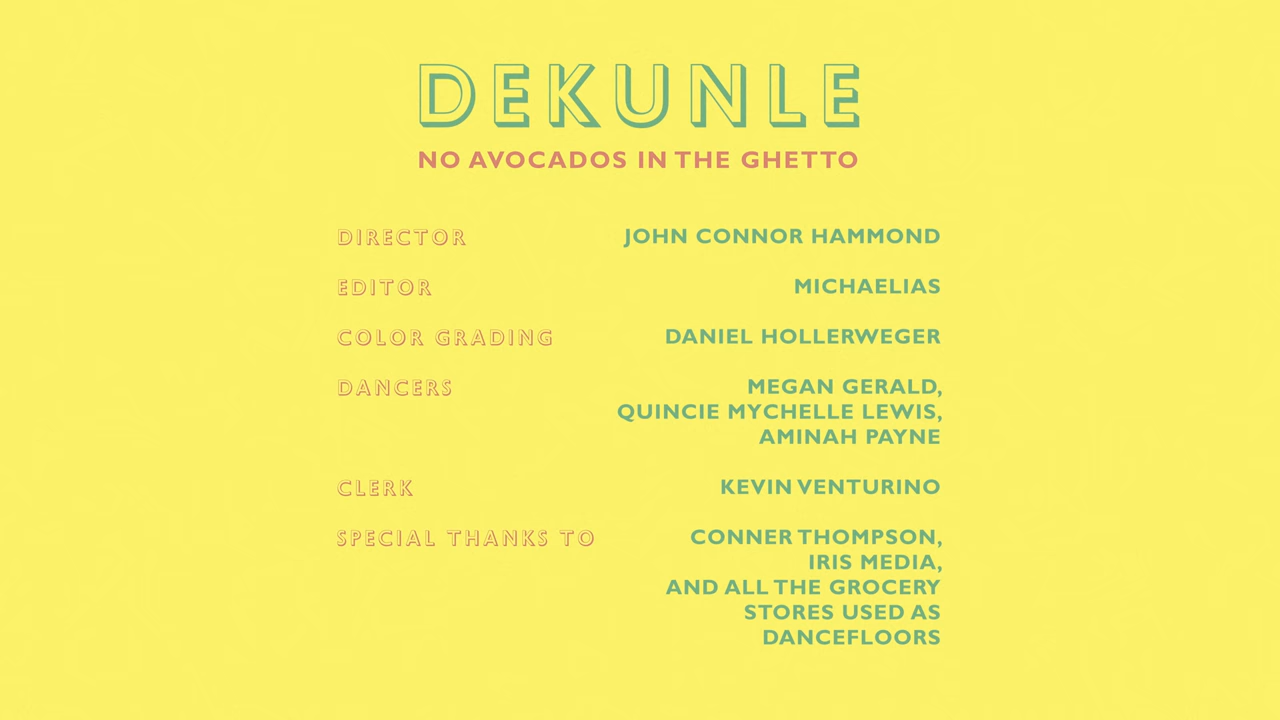 DEKUNLE
NO AVOCADOS IN THE GHETTO
DIRECTOR JOHN CONNOR HAMMOND
EDITOR MICHAELIAS
COLOR GRADING DANIEL HOLLERWEGER
DANCERS MEGAN GERALD,
QUINCIE MYCHELLE LEWIS,
AMINAH PAYNE
CLERK KEVIN VENTURINO
SPECIAL THANKS TO CONNER THOMPSON,
IRIS MEDIA,
AND ALL THE GROCERY
STORES USED AS
DANCEFLOORS